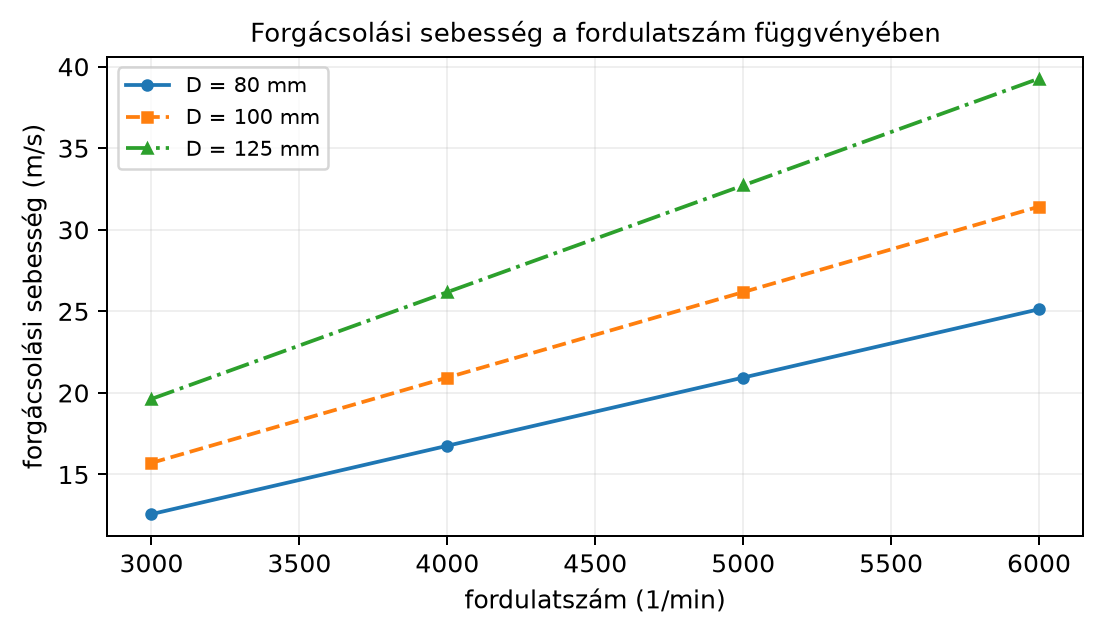 Forgácsolási sebesség a fordulatszám függvényében
forgácsolási sebesség (m/s)
40
35
30
25
20
15
D = 80 mm
D = 100 mm
D = 125 mm
3000 3500 4000 4500 5000 5500 6000
fordulatszám (1/min)